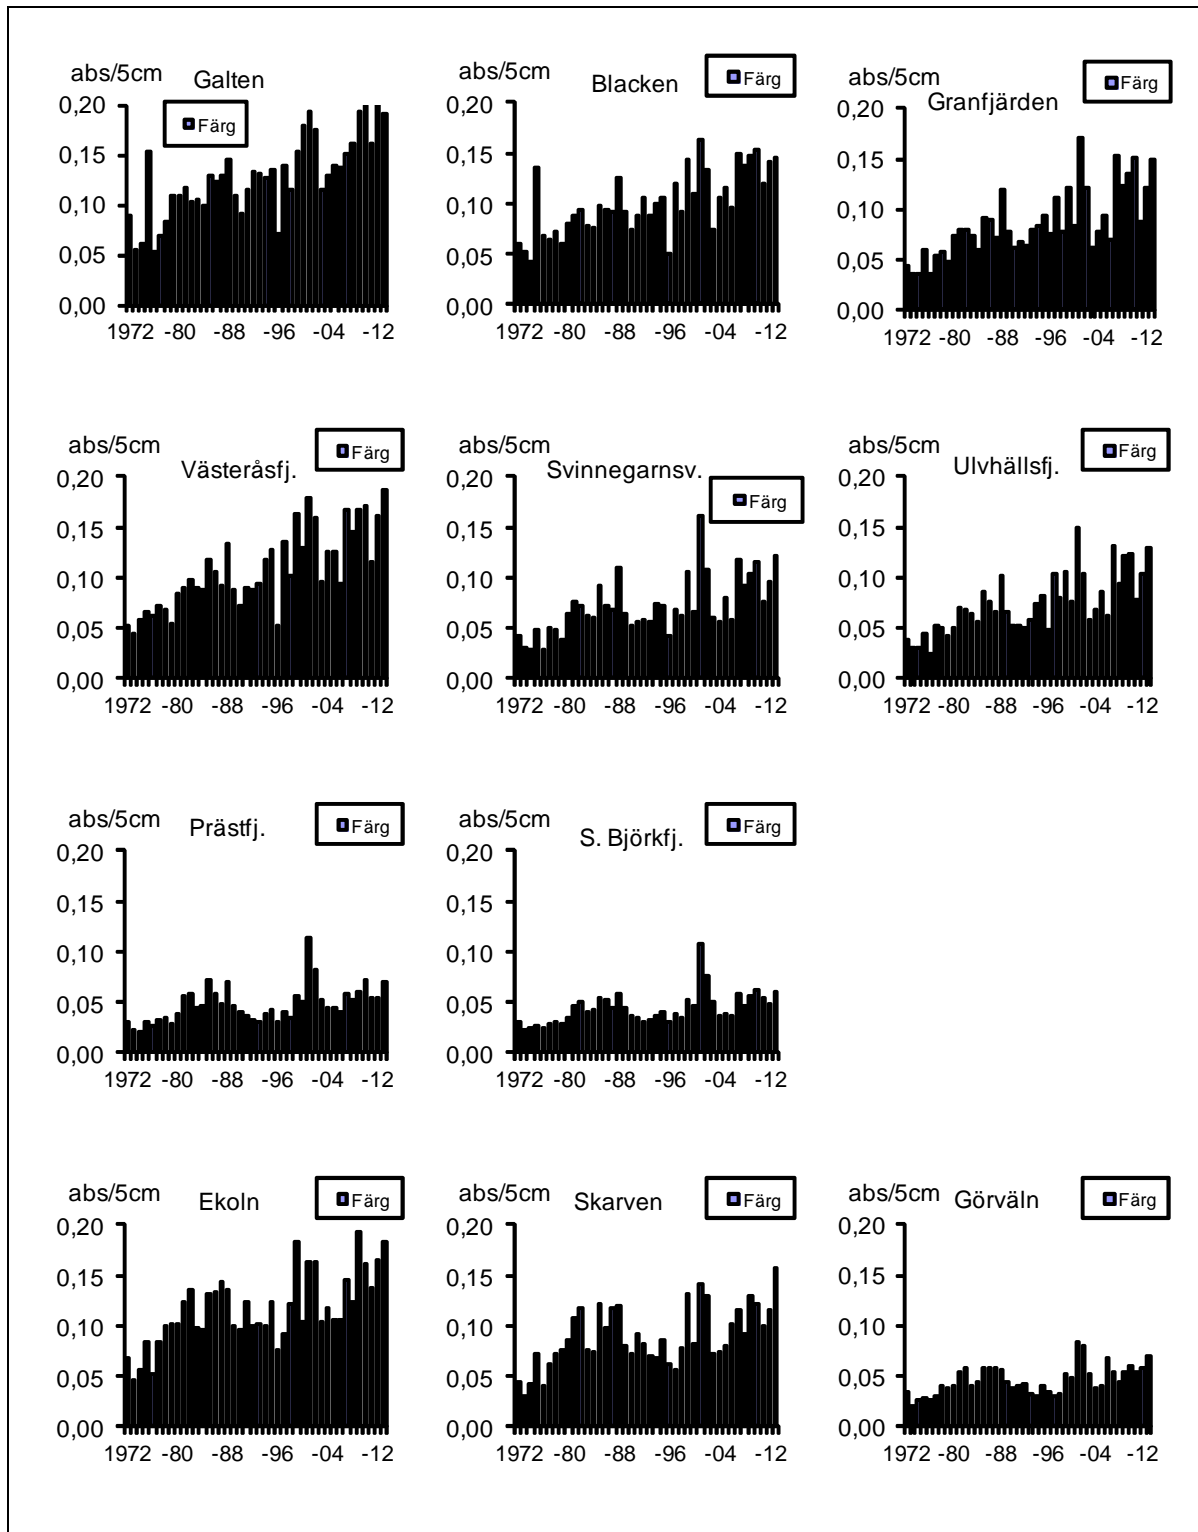 abs/5cm
Galten
Färg
0,20
0,15
0,10
0,05
0,00
1972 -80 -88 -96 -04 -12
abs/5cm
Blacken
Färg
0,20
0,15
0,10
0,05
0,00
1972 -80 -88 -96 -04 -12
Granfjärden
Färg
0,20
0,15
0,10
0,05
0,00
1972 -80 -88 -96 -04 -12
abs/5cm
Västeråsfj.
Färg
0,20
0,15
0,10
0,05
0,00
1972 -80 -88 -96 -04 -12
abs/5cm
Svinnegarnsv.
Färg
0,20
0,15
0,10
0,05
0,00
1972 -80 -88 -96 -04 -12
abs/5cm
Ulvhällsfj.
Färg
0,20
0,15
0,10
0,05
0,00
1972 -80 -88 -96 -04 -12
abs/5cm
Prästfj.
Färg
0,20
0,15
0,10
0,05
0,00
1972 -80 -88 -96 -04 -12
abs/5cm
S. Björkfj.
Färg
0,20
0,15
0,10
0,05
0,00
1972 -80 -88 -96 -04 -12
abs/5cm
Ekoln
Färg
0,20
0,15
0,10
0,05
0,00
1972 -80 -88 -96 -04 -12
abs/5cm
Skarven
Färg
0,20
0,15
0,10
0,05
0,00
1972 -80 -88 -96 -04 -12
abs/5cm
Görväln
Färg
0,20
0,15
0,10
0,05
0,00
1972 -80 -88 -96 -04 -12